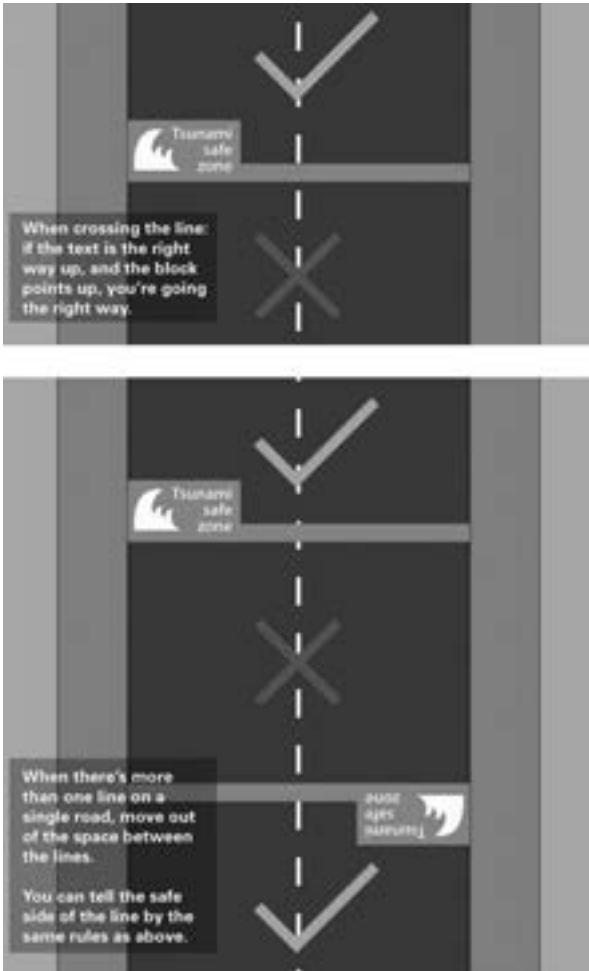 Tsunami
safe
zone
When crossing the line:
if the text is the right
way up, and the block
points up, you're going
the right way.
Tsunami
safe
zone
When there's more
than one line on a
single road, move out
of the space between
the lines.
Tsunami
safe
zone
You can tell the safe
side of the line by the
same rules as above.